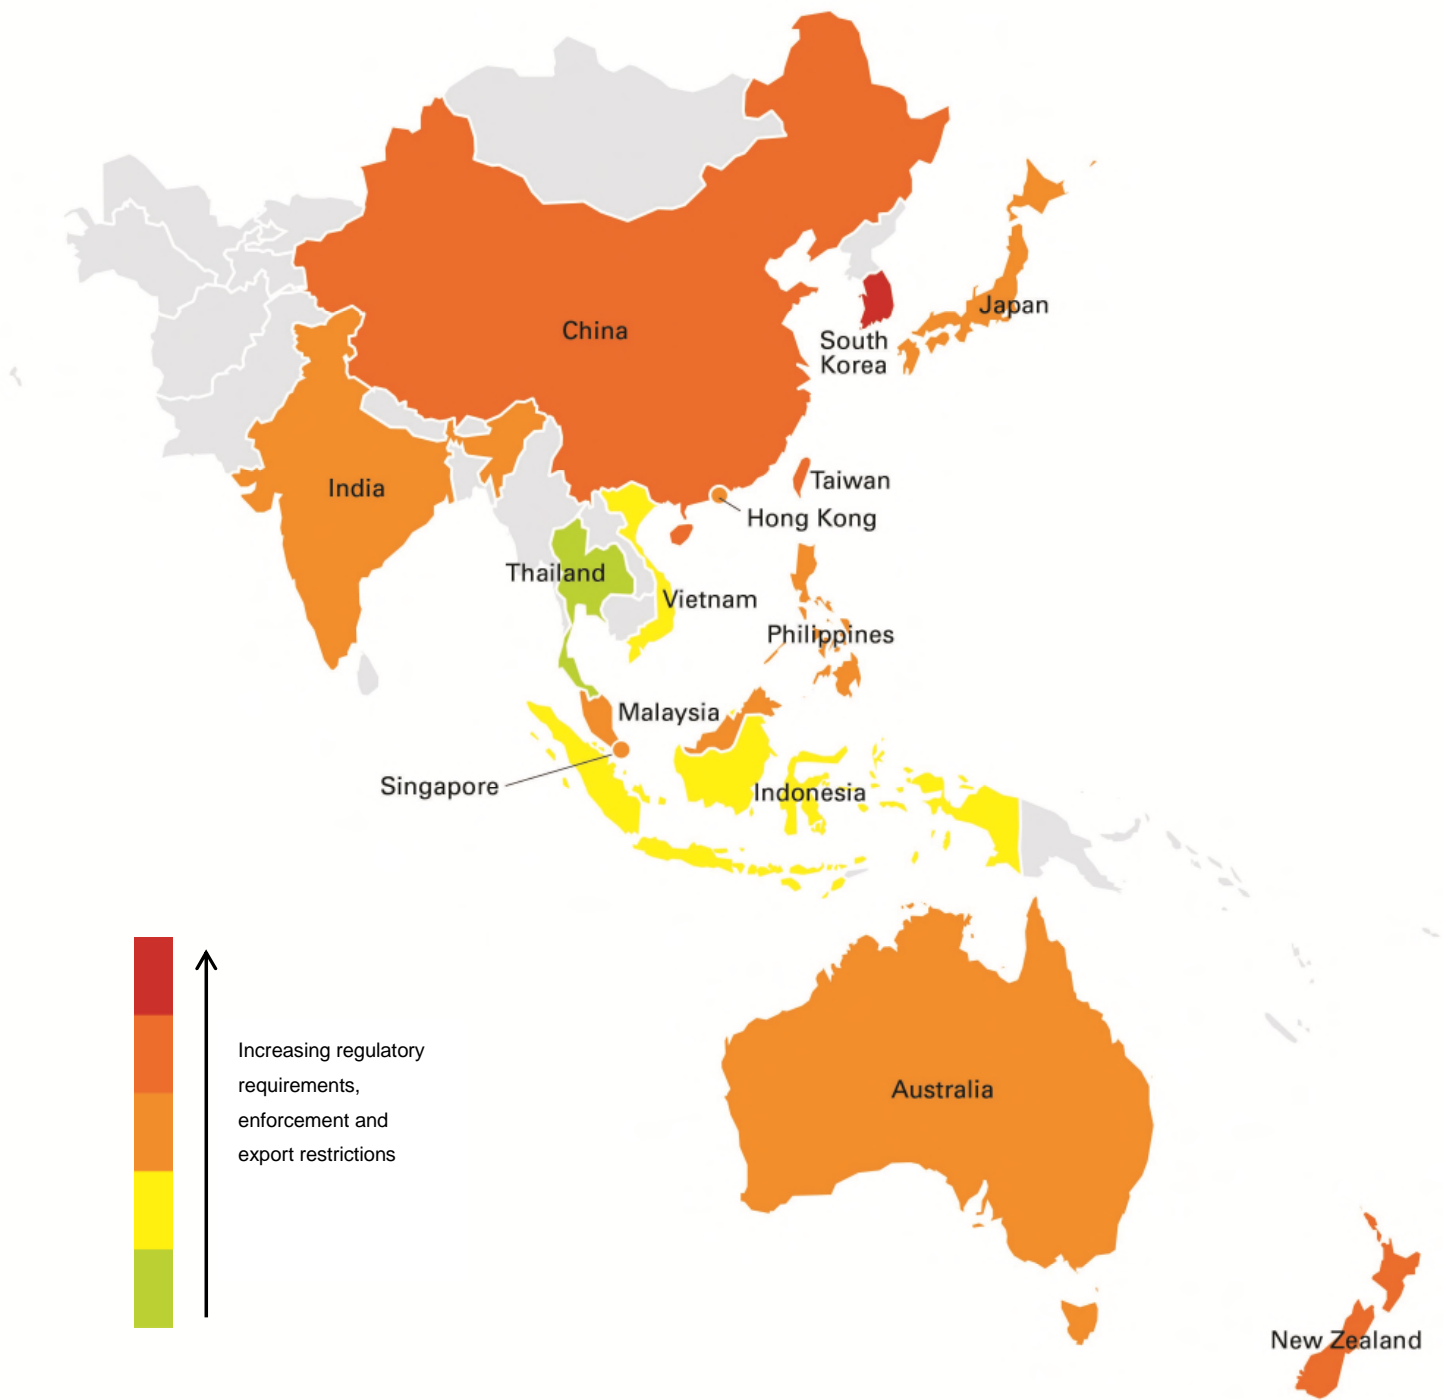 China
Japan
South
Korea
India
Taiwan
Hong Kong
Thailand
Vietnam
Philippines
Malaysia
Singapore
Indonesia
Increasing regulatory
requirements,
enforcement and
export restrictions
Australia
New Zealand